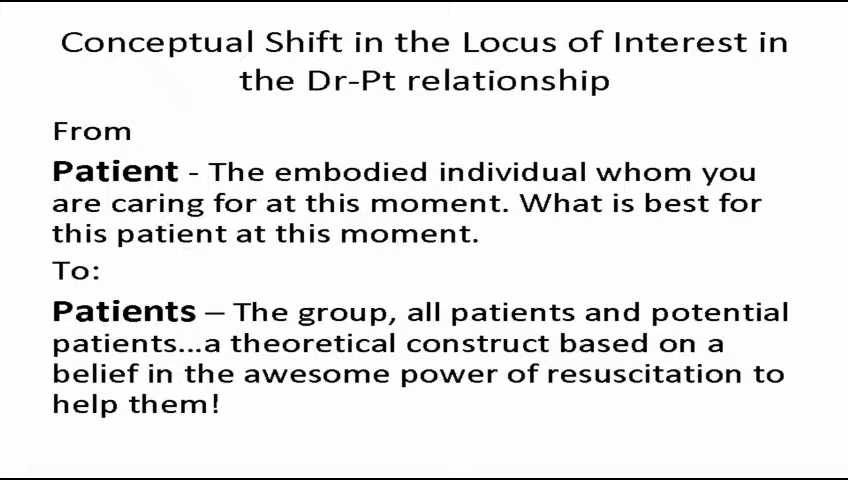 Conceptual Shift in the Locus of Interest in
the Dr-Pt relationship
From
Patient - The embodied individual whom you
are caring for at this moment. What is best for
this patient at this moment.
To:
Patients – The group, all patients and potential
patients...a theoretical construct based on a
belief in the awesome power of resuscitation to
help them!